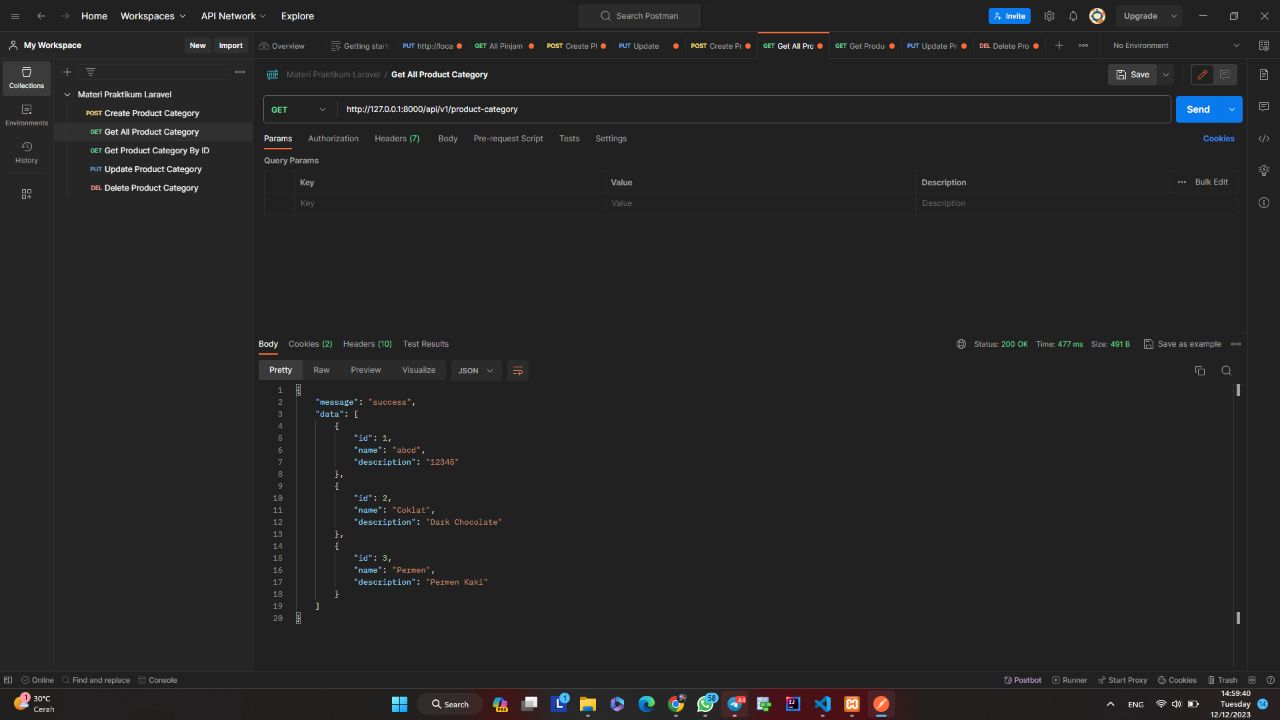 Home Workspaces API Network Explore Search Postman Invite Upgrade
My Workspace New Import Overview Getting start PUT http://loca GET All Pinjam POST Create Pl PUT Update POST Create Pr GET Get All Pro GET Get Produ PUT Update Pr DEL Delete Pro No Environment
Collections
Environments
History
Materi Praktikum Laravel
POST Create Product Category
GET Get All Product Category
GET Get Product Category By ID
PUT Update Product Category
DEL Delete Product Category
HTTP Materi Praktikum Laravel / Get All Product Category Save
GET http://127.0.0.1:8000/api/v1/product-category Send
Params Authorization Headers (7) Body Pre-request Script Tests Settings Cookies
Query Params
Key Value Description Bulk Edit
Key Value Description
Body Cookies (2) Headers (10) Test Results Status: 200 OK Time: 477 ms Size: 491 B Save as example
Pretty Raw Preview Visualize JSON
1 {
2 "message": "success",
3 "data": [
4 {
5 "id": 1,
6 "name": "abcd",
7 "description": "12345"
8 },
9 {
10 "id": 2,
11 "name": "Coklat",
12 "description": "Dark Chocolate"
13 },
14 {
15 "id": 3,
16 "name": "Permen",
17 "description": "Permen Kaki"
18 }
19 ]
20 }
Online Find and replace Console Postbot Runner Start Proxy Cookies Trash
1 30°C
Cerah
Search
1
58
ENG
14:59:40
Tuesday
12/12/2023